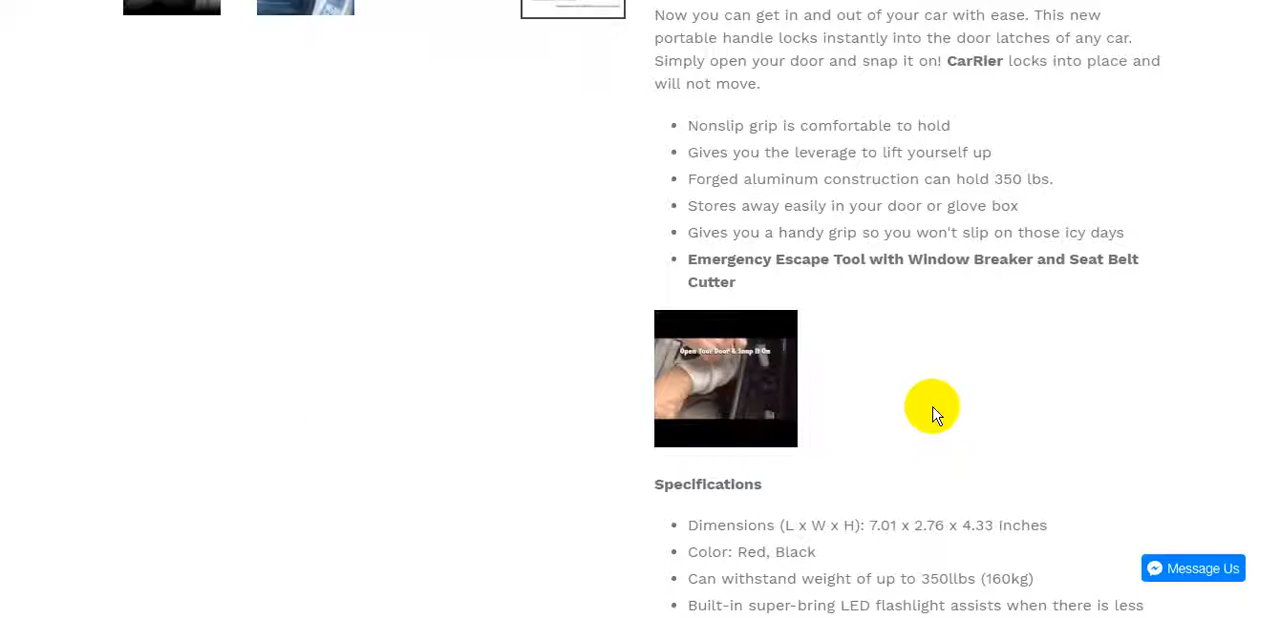 Now you can get in and out of your car with ease. This new
portable handle locks instantly into the door latches of any car.
Simply open your door and snap it on! CarRier locks into place and
will not move.
Nonslip grip is comfortable to hold
Gives you the leverage to lift yourself up
Forged aluminum construction can hold 350 lbs.
Stores away easily in your door or glove box
Gives you a handy grip so you won't slip on those icy days
Emergency Escape Tool with Window Breaker and Seat Belt
Cutter
Open Your Door & Snap It On
Specifications
Dimensions (L x W x H): 7.01 x 2.76 x 4.33 inches
Color: Red, Black
Can withstand weight of up to 350llbs (160kg)
Message Us
Built-in super-bring LED flashlight assists when there is less